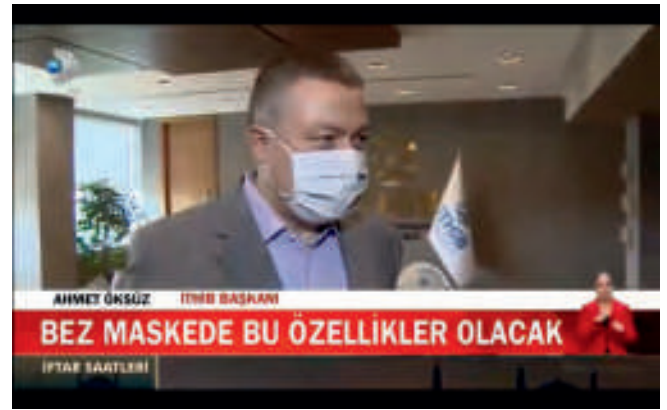 AHMET ÖKSÜZ İTHİB BAŞKANI
BEZ MASKEDE BU ÖZELLİKLER OLACAK
İFTAR SAATLERİ